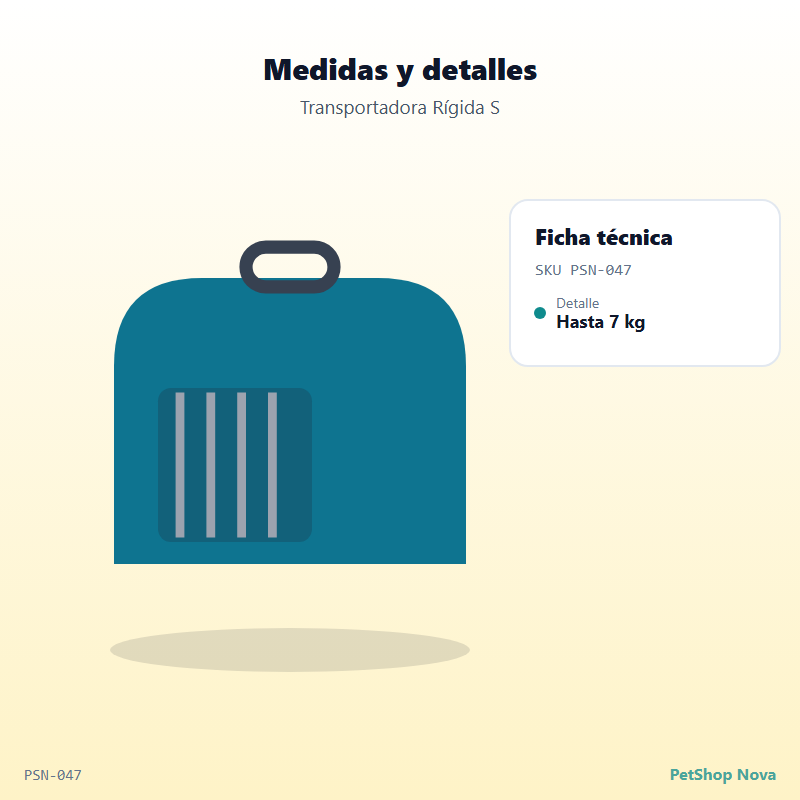 Medidas y detalles
Transportadora Rígida S
Ficha técnica
SKU PSN-047
Detalle
Hasta 7 kg
PSN-047
PetShop Nova